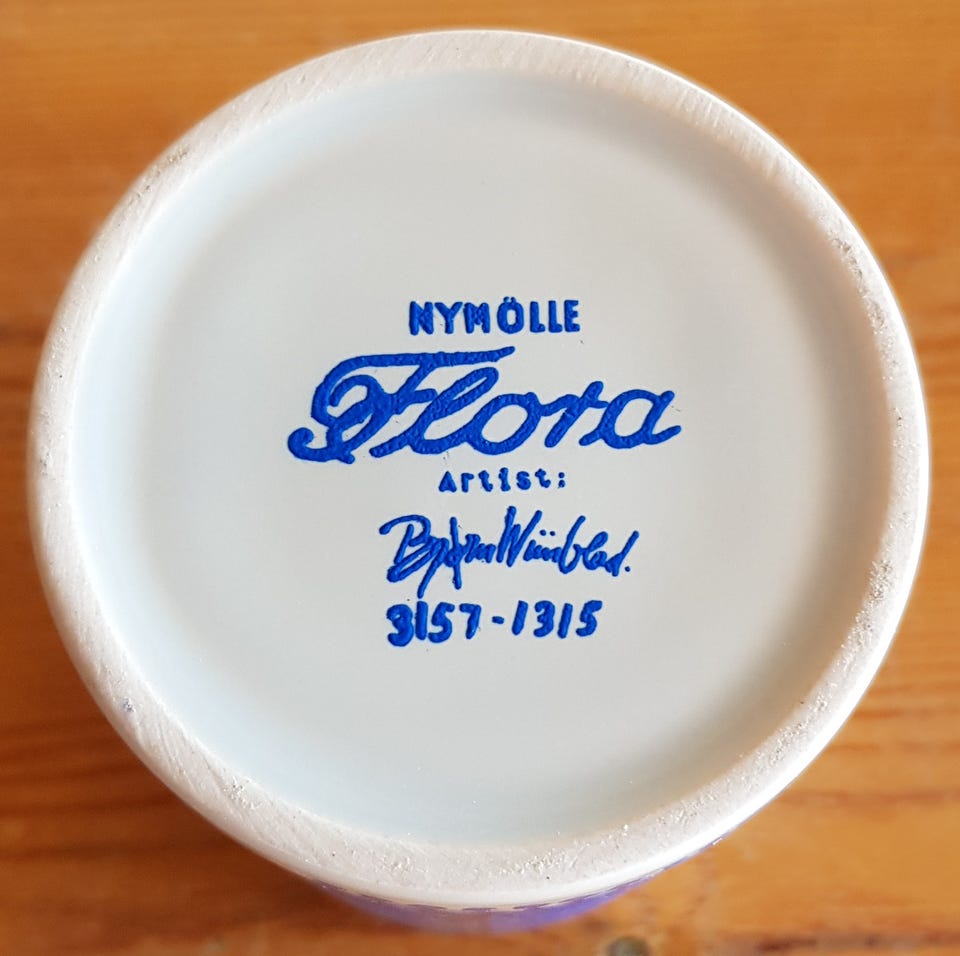 NYMÖLLE
Flora
Artist:
Bjørn Wiinblad.
3157-1315